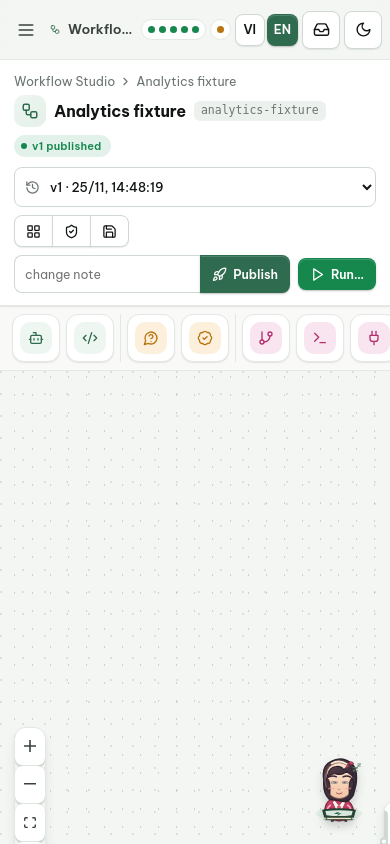 Workflo...
VI
EN
Workflow Studio > Analytics fixture
Analytics fixture analytics-fixture
v1 published
v1 · 25/11, 14:48:19
change note
Publish
Run...